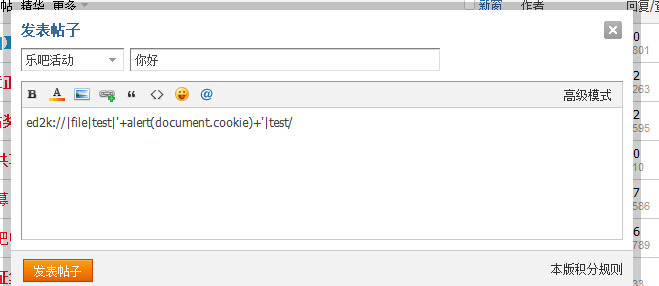 帖 精华 更多 新窗 作者 回复/
发表帖子
0
801
乐吧活动 你好
2
263
B A " <> @ 高级模式
ed2k://|file|test|'+alert(document.cookie)+'|test/
2
595
0
10
7
586
6
789
发表帖子 本版积分规则
33